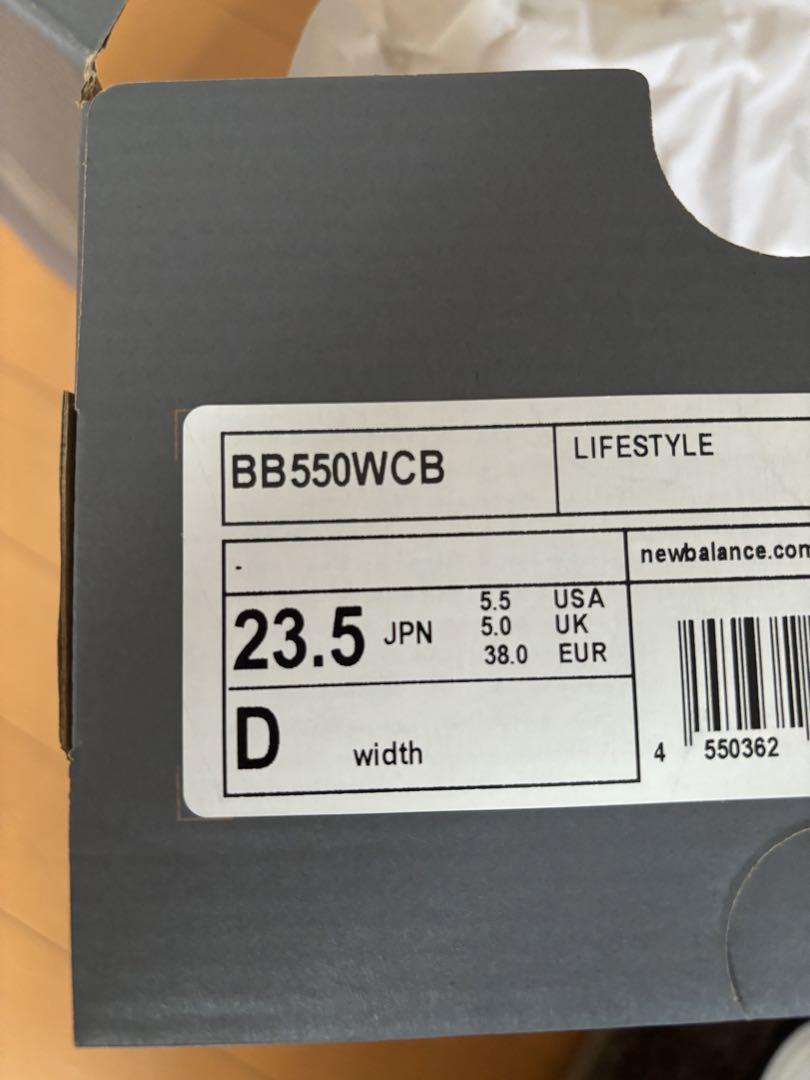 BB550WCB
LIFESTYLE
-
newbalance.com
23.5 JPN
5.5 USA
5.0 UK
38.0 EUR
D width
4 550362